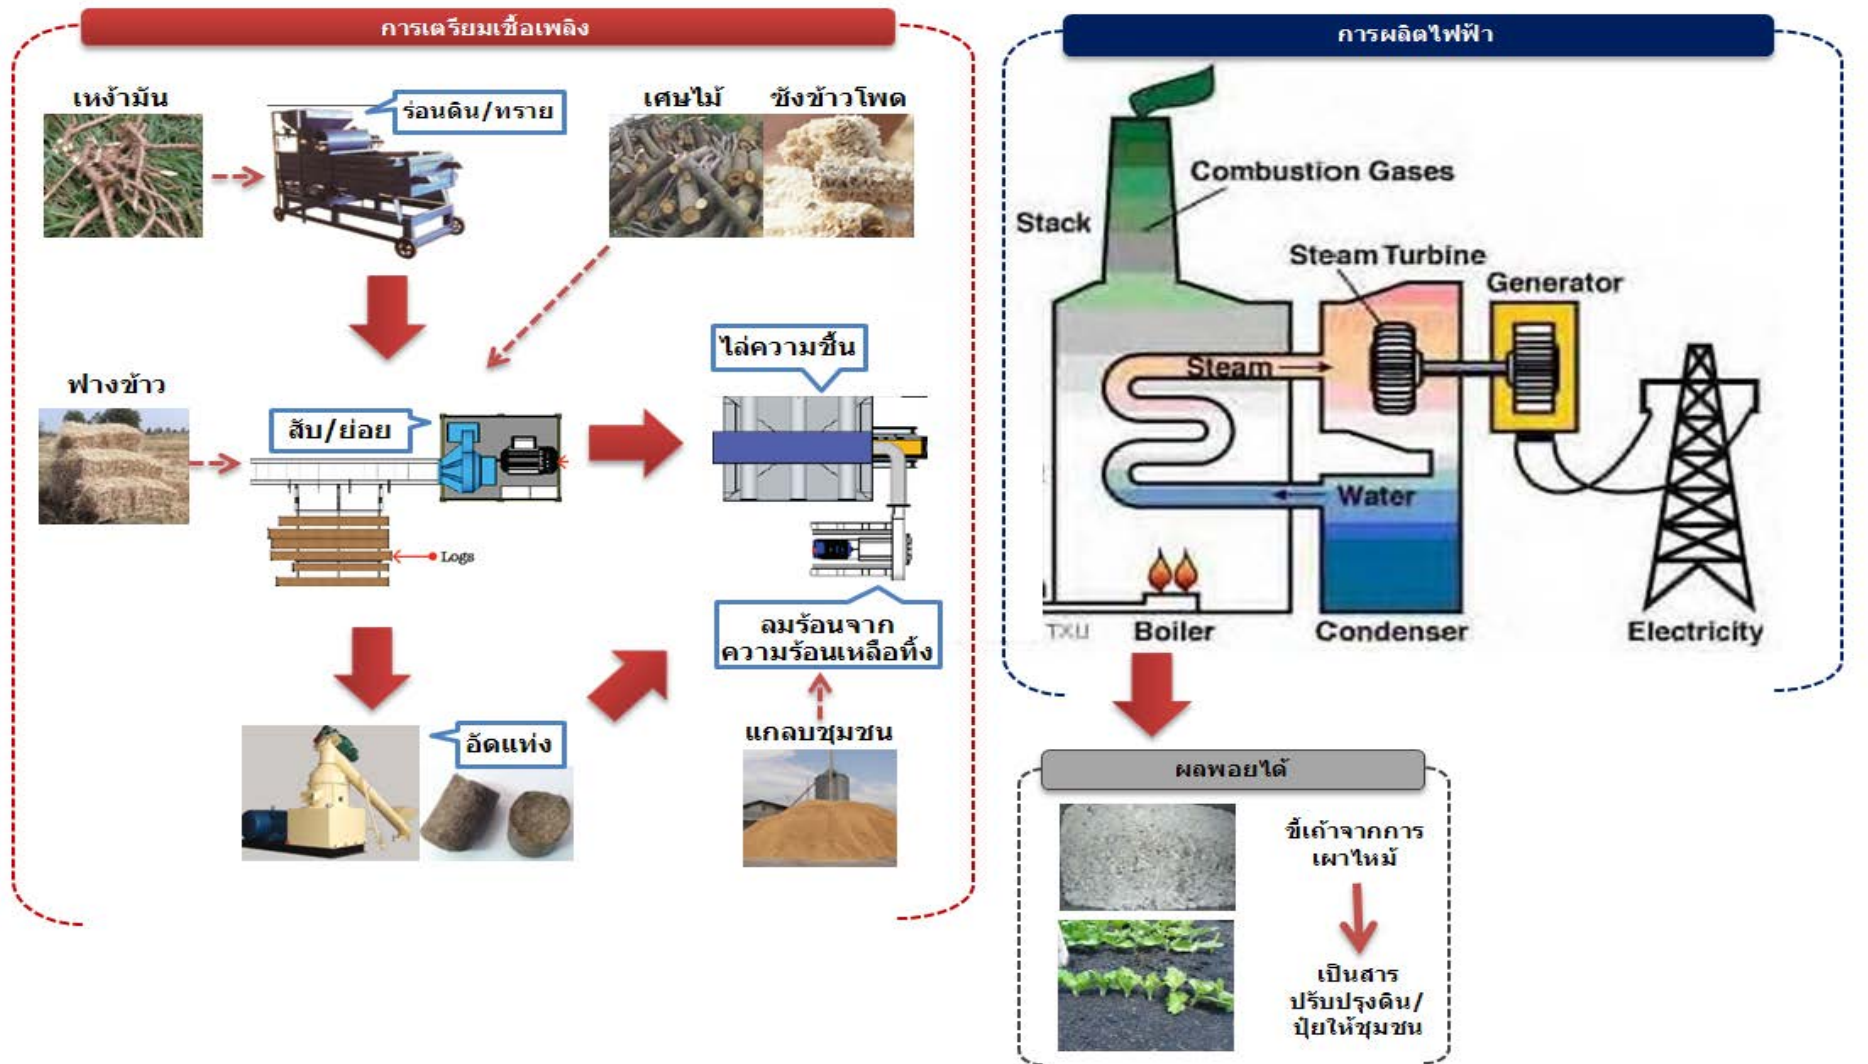 การเตรียมเชื้อเพลิง
เหง้ามัน
ร่อนดิน/ทราย
เศษไม้
ซังข้าวโพด
ฟางข้าว
สับ/ย่อย
ไล่ความชื้น
Logs
ลมร้อนจาก
ความร้อนเหลือทิ้ง
อัดแท่ง
แกลบชุมชน
การผลิตไฟฟ้า
Combustion Gases
Stack
Steam Turbine
Generator
Steam
Water
TXU
Boiler
Condenser
Electricity
ผลพอยได้
ขี้เถ้าจากการ
เผาไหม้
เป็นสาร
ปรับปรุงดิน/
ปุ๋ยให้ชุมชน